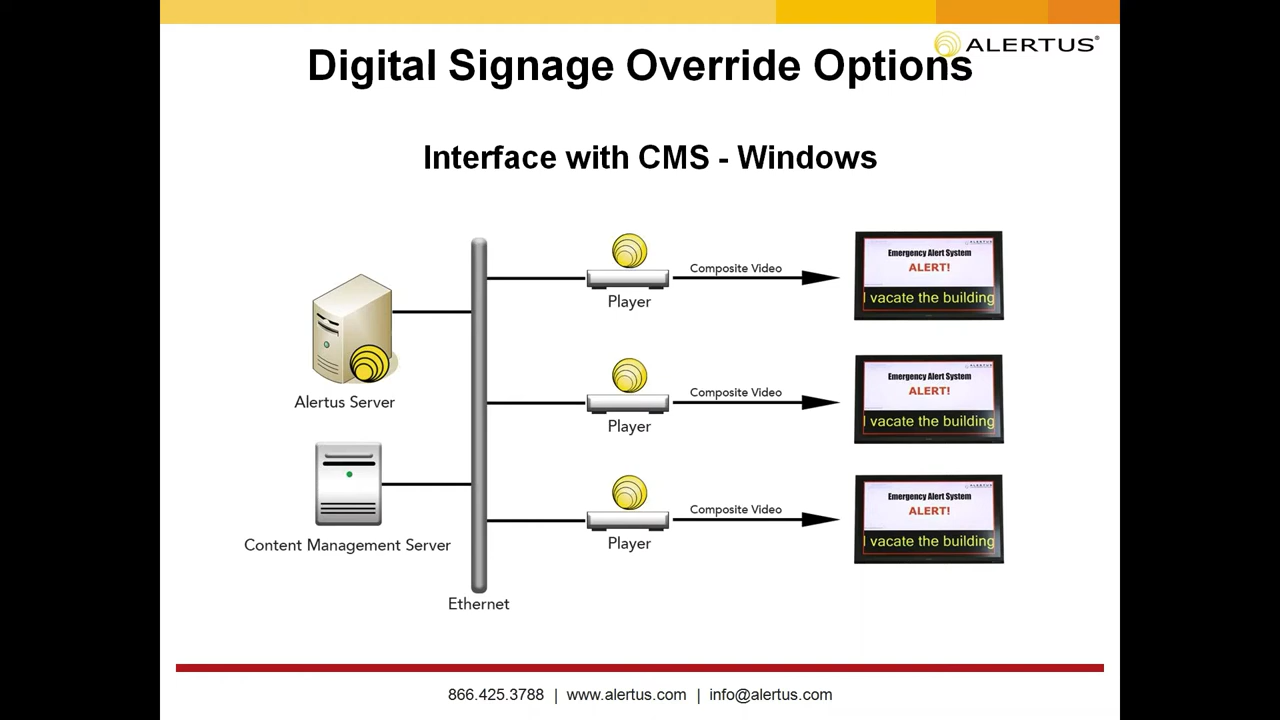 ALERTUS®
Digital Signage Override Options
Interface with CMS - Windows
Composite Video
Player
Emergency Alert System
ALERT!
vacate the building
Alertus Server
Composite Video
Player
Emergency Alert System
ALERT!
vacate the building
Content Management Server
Composite Video
Player
Emergency Alert System
ALERT!
vacate the building
Ethernet
866.425.3788 | www.alertus.com | info@alertus.com